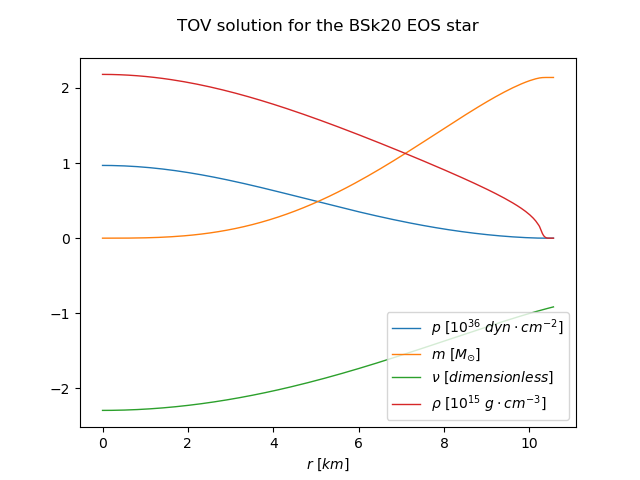 TOV solution for the BSk20 EOS star
2
1
0
−1
−2
p [10^{36} dyn · cm^{−2}]
m [M_⊙]
ν [dimensionless]
ρ [10^{15} g · cm^{−3}]
0 2 4 6 8 10
r [km]